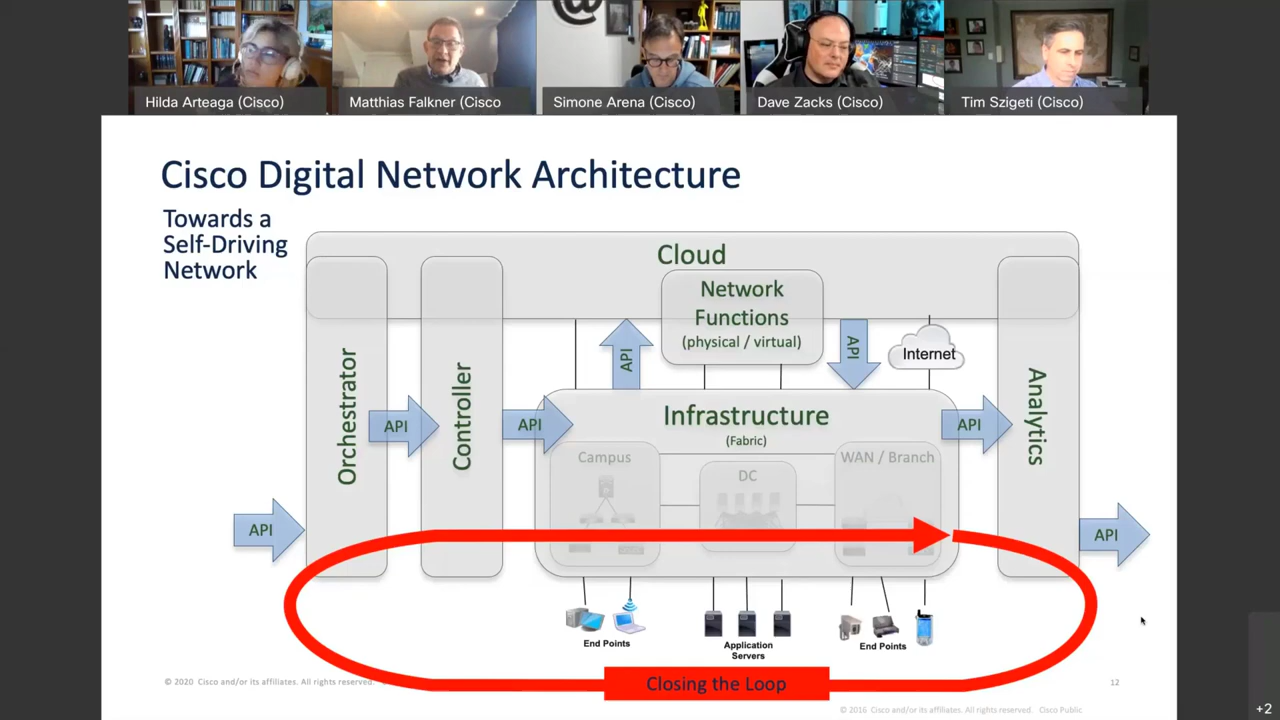 Hilda Arteaga (Cisco)
Matthias Falkner (Cisco
Simone Arena (Cisco)
Dave Zacks (Cisco)
Tim Szigeti (Cisco)
Cisco Digital Network Architecture
Towards a
Self-Driving
Network
Cloud
Network
Functions
(physical / virtual)
API
API
Internet
Orchestrator
API
Controller
API
Infrastructure
(Fabric)
Campus
DC
WAN / Branch
API
Analytics
API
API
End Points
Application
Servers
End Points
Closing the Loop
© 2020 Cisco and/or its affiliates. All rights reserved.
12
© 2016 Cisco and/or its affiliates. All rights reserved. Cisco Public
+2